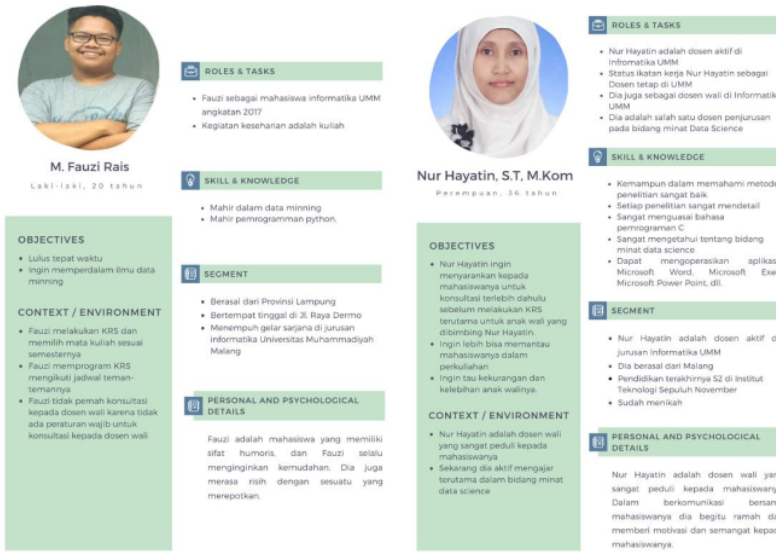 M. Fauzi Rais
Laki-laki, 20 tahun
OBJECTIVES
Lulus tepat waktu
Ingin memperdalam ilmu data
minning
CONTEXT / ENVIRONMENT
Fauzi melakukan KRS dan
memilih mata kuliah sesuai
semesternya
Fauzi memprogram KRS
mengikuti jadwal teman-
temannya
Fauzi tidak pernah konsultasi
kepada dosen wali karena tidak
ada peraturan wajib untuk
konsultasi kepada dosen wali
ROLES & TASKS
Fauzi sebagai mahasiswa informatika UMM
angkatan 2017
Kegiatan keseharian adalah kuliah
SKILL & KNOWLEDGE
Mahir dalam data minning
Mahir pemrogramman python.
SEGMENT
Berasal dari Provinsi Lampung
Bertempat tinggal di Jl. Raya Dermo
Menempuh gelar sarjana di jurusan
informatika Universitas Muhammadiyah
Malang
PERSONAL AND PSYCHOLOGICAL
DETAILS
Fauzi adalah mahasiswa yang memiliki
sifat humoris, dan Fauzi selalu
menginginkan kemudahan. Dia juga
merasa risih dengan sesuatu yang
merepotkan.
Nur Hayatin, S.T, M.Kom
Perempuan, 36 tahun
OBJECTIVES
Nur Hayatin ingin
menyarankan kepada
mahasiswanya untuk
konsultasi terlebih dahulu
sebelum melakukan KRS
terutama untuk anak wali yang
dibimbing Nur Hayatin.
Ingin lebih bisa memantau
mahasiswanya dalam
perkuliahan
Ingin tau kekurangan dan
kelebihan anak walinya.
CONTEXT / ENVIRONMENT
Nur Hayatin adalah dosen wali
yang sangat peduli kepada
mahasiswanya
Sekarang dia aktif mengajar
terutama dalam bidang minat
data science
ROLES & TASKS
Nur Hayatin adalah dosen aktif di
Infromatika UMM
Status ikatan kerja Nur Hayatin sebagai
Dosen tetap di UMM
Dia juga sebagai dosen wali di Informatik
UMM
Dia adalah salah satu dosen penjurusan
pada bidang minat Data Science
SKILL & KNOWLEDGE
Kemampun dalam memahami metode
penelitian sangat baik
Setiap penelitian sangat mendetail
Sangat menguasai bahasa
pemrograman C
Sangat mengetahui tentang bidang
minat data science
Dapat mengoperasikan aplikas
Microsoft Word, Microsoft Exe
Microsoft Power Point, dll.
SEGMENT
Nur Hayatin adalah dosen aktif d
jurusan Informatika UMM
Dia berasal dari Malang
Pendidikan terakhirnya S2 di Institut
Teknologi Sepuluh November
Sudah menikah
PERSONAL AND PSYCHOLOGICAL
DETAILS
Nur Hayatin adalah dosen wali yan
sangat peduli kepada mahasiswany
Dalam berkomunikasi bersam
mahasiswanya dia begitu ramah da
memberi motivasi dan semangat kepad
mahasiswanya.